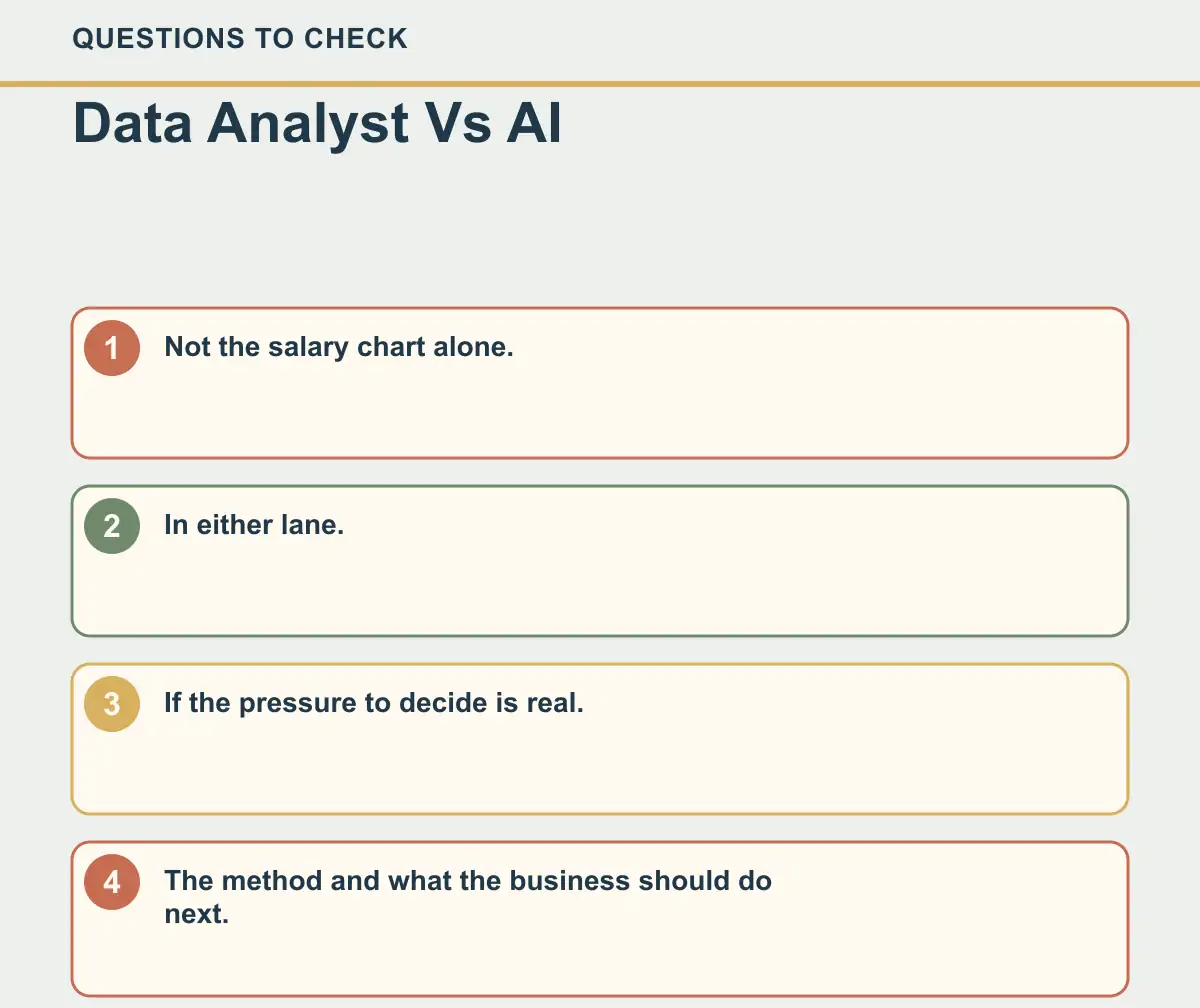 QUESTIONS TO CHECK
Data Analyst Vs AI
1
Not the salary chart alone.
2
In either lane.
3
If the pressure to decide is real.
4
The method and what the business should do
next.